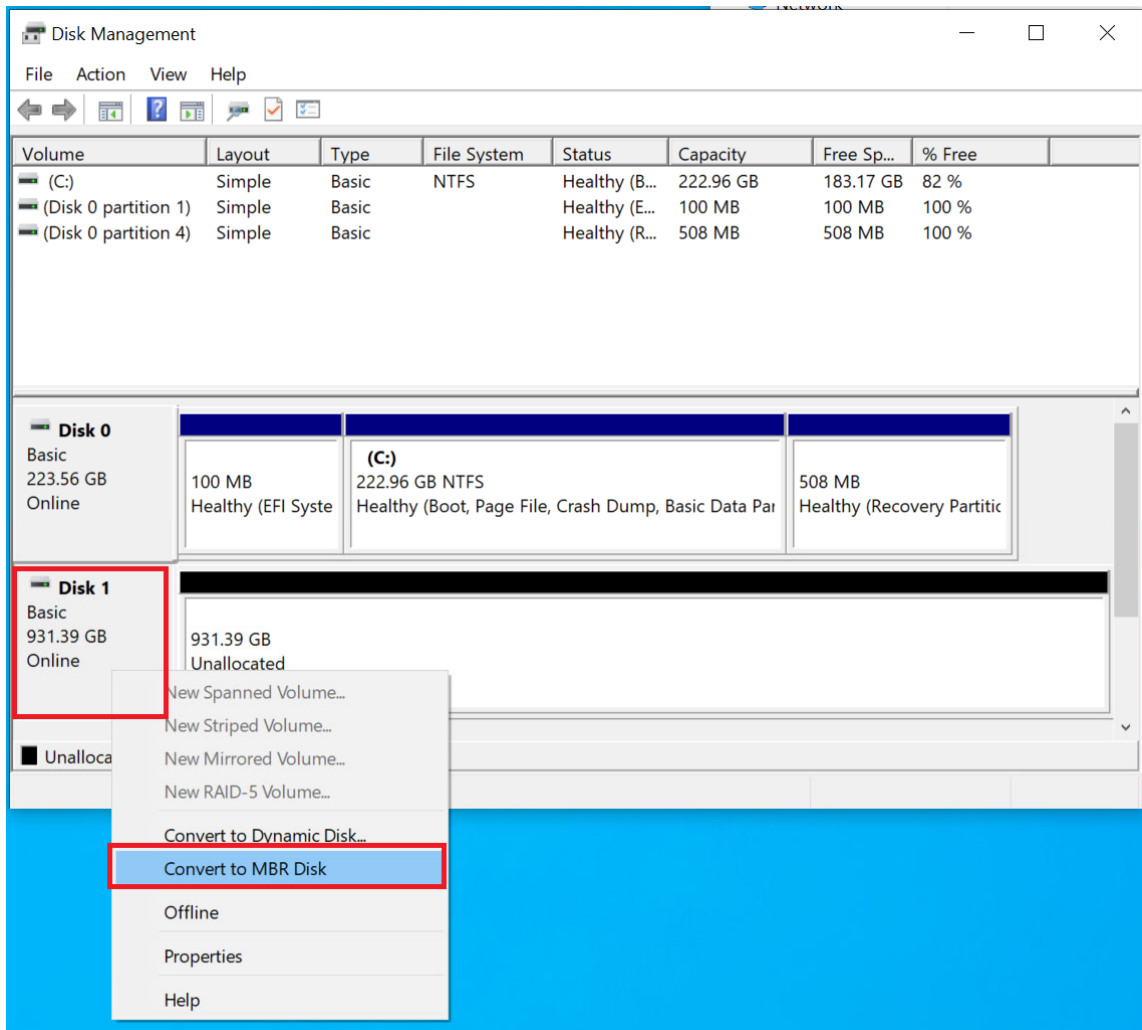 Network
Disk Management
File Action View Help
Volume Layout Type File System Status Capacity Free Sp... % Free
(C:) Simple Basic NTFS Healthy (B... 222.96 GB 183.17 GB 82 %
(Disk 0 partition 1) Simple Basic Healthy (E... 100 MB 100 MB 100 %
(Disk 0 partition 4) Simple Basic Healthy (R... 508 MB 508 MB 100 %
Disk 0
Basic
223.56 GB
Online
100 MB
Healthy (EFI Syste
(C:)
222.96 GB NTFS
Healthy (Boot, Page File, Crash Dump, Basic Data Par
508 MB
Healthy (Recovery Partitic
Disk 1
Basic
931.39 GB
Online
931.39 GB
Unallocated
Unalloca
New Spanned Volume...
New Striped Volume...
New Mirrored Volume...
New RAID-5 Volume...
Convert to Dynamic Disk...
Convert to MBR Disk
Offline
Properties
Help